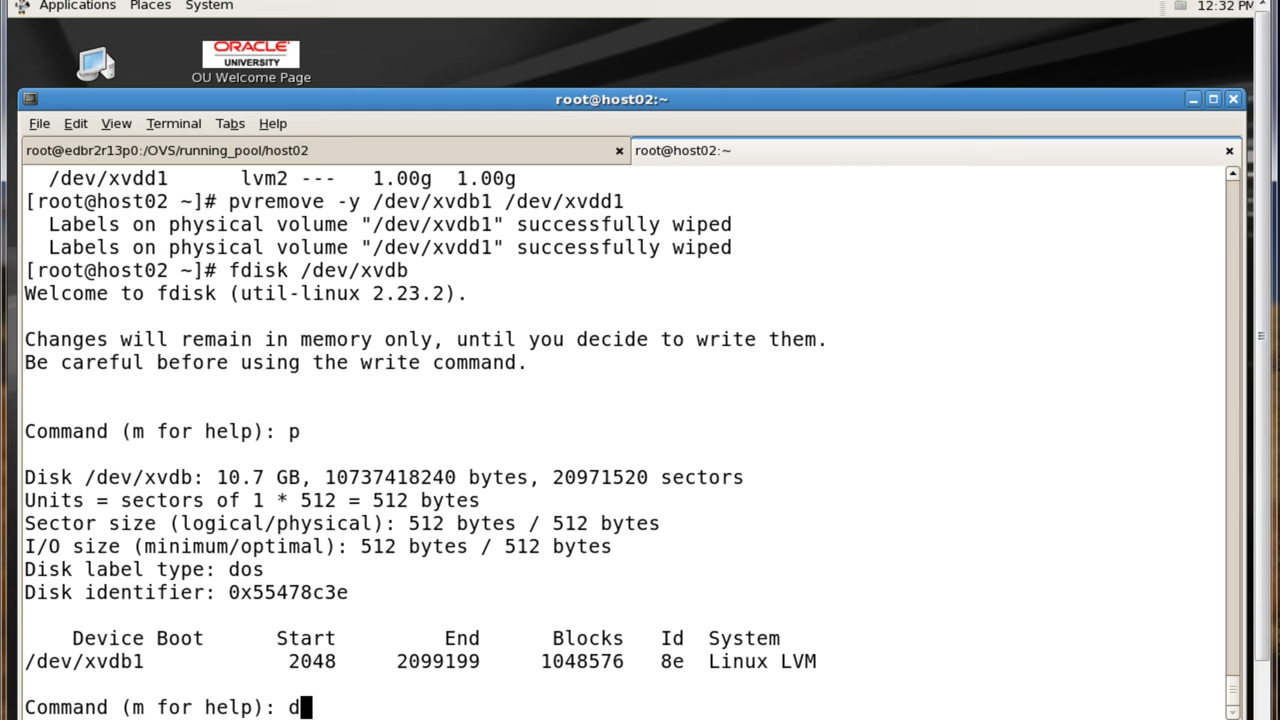 Applications Places System
12:32 PM
ORACLE
UNIVERSITY
OU Welcome Page
root@host02:~
File Edit View Terminal Tabs Help
root@edbr2r13p0:/OVS/running_pool/host02
root@host02:~
/dev/xvdd1 lvm2 --- 1.00g 1.00g
[root@host02 ~]# pvremove -y /dev/xvdb1 /dev/xvdd1
Labels on physical volume "/dev/xvdb1" successfully wiped
Labels on physical volume "/dev/xvdd1" successfully wiped
[root@host02 ~]# fdisk /dev/xvdb
Welcome to fdisk (util-linux 2.23.2).
Changes will remain in memory only, until you decide to write them.
Be careful before using the write command.
Command (m for help): p
Disk /dev/xvdb: 10.7 GB, 10737418240 bytes, 20971520 sectors
Units = sectors of 1 * 512 = 512 bytes
Sector size (logical/physical): 512 bytes / 512 bytes
I/O size (minimum/optimal): 512 bytes / 512 bytes
Disk label type: dos
Disk identifier: 0x55478c3e
Device Boot Start End Blocks Id System
/dev/xvdb1 2048 2099199 1048576 8e Linux LVM
Command (m for help): d